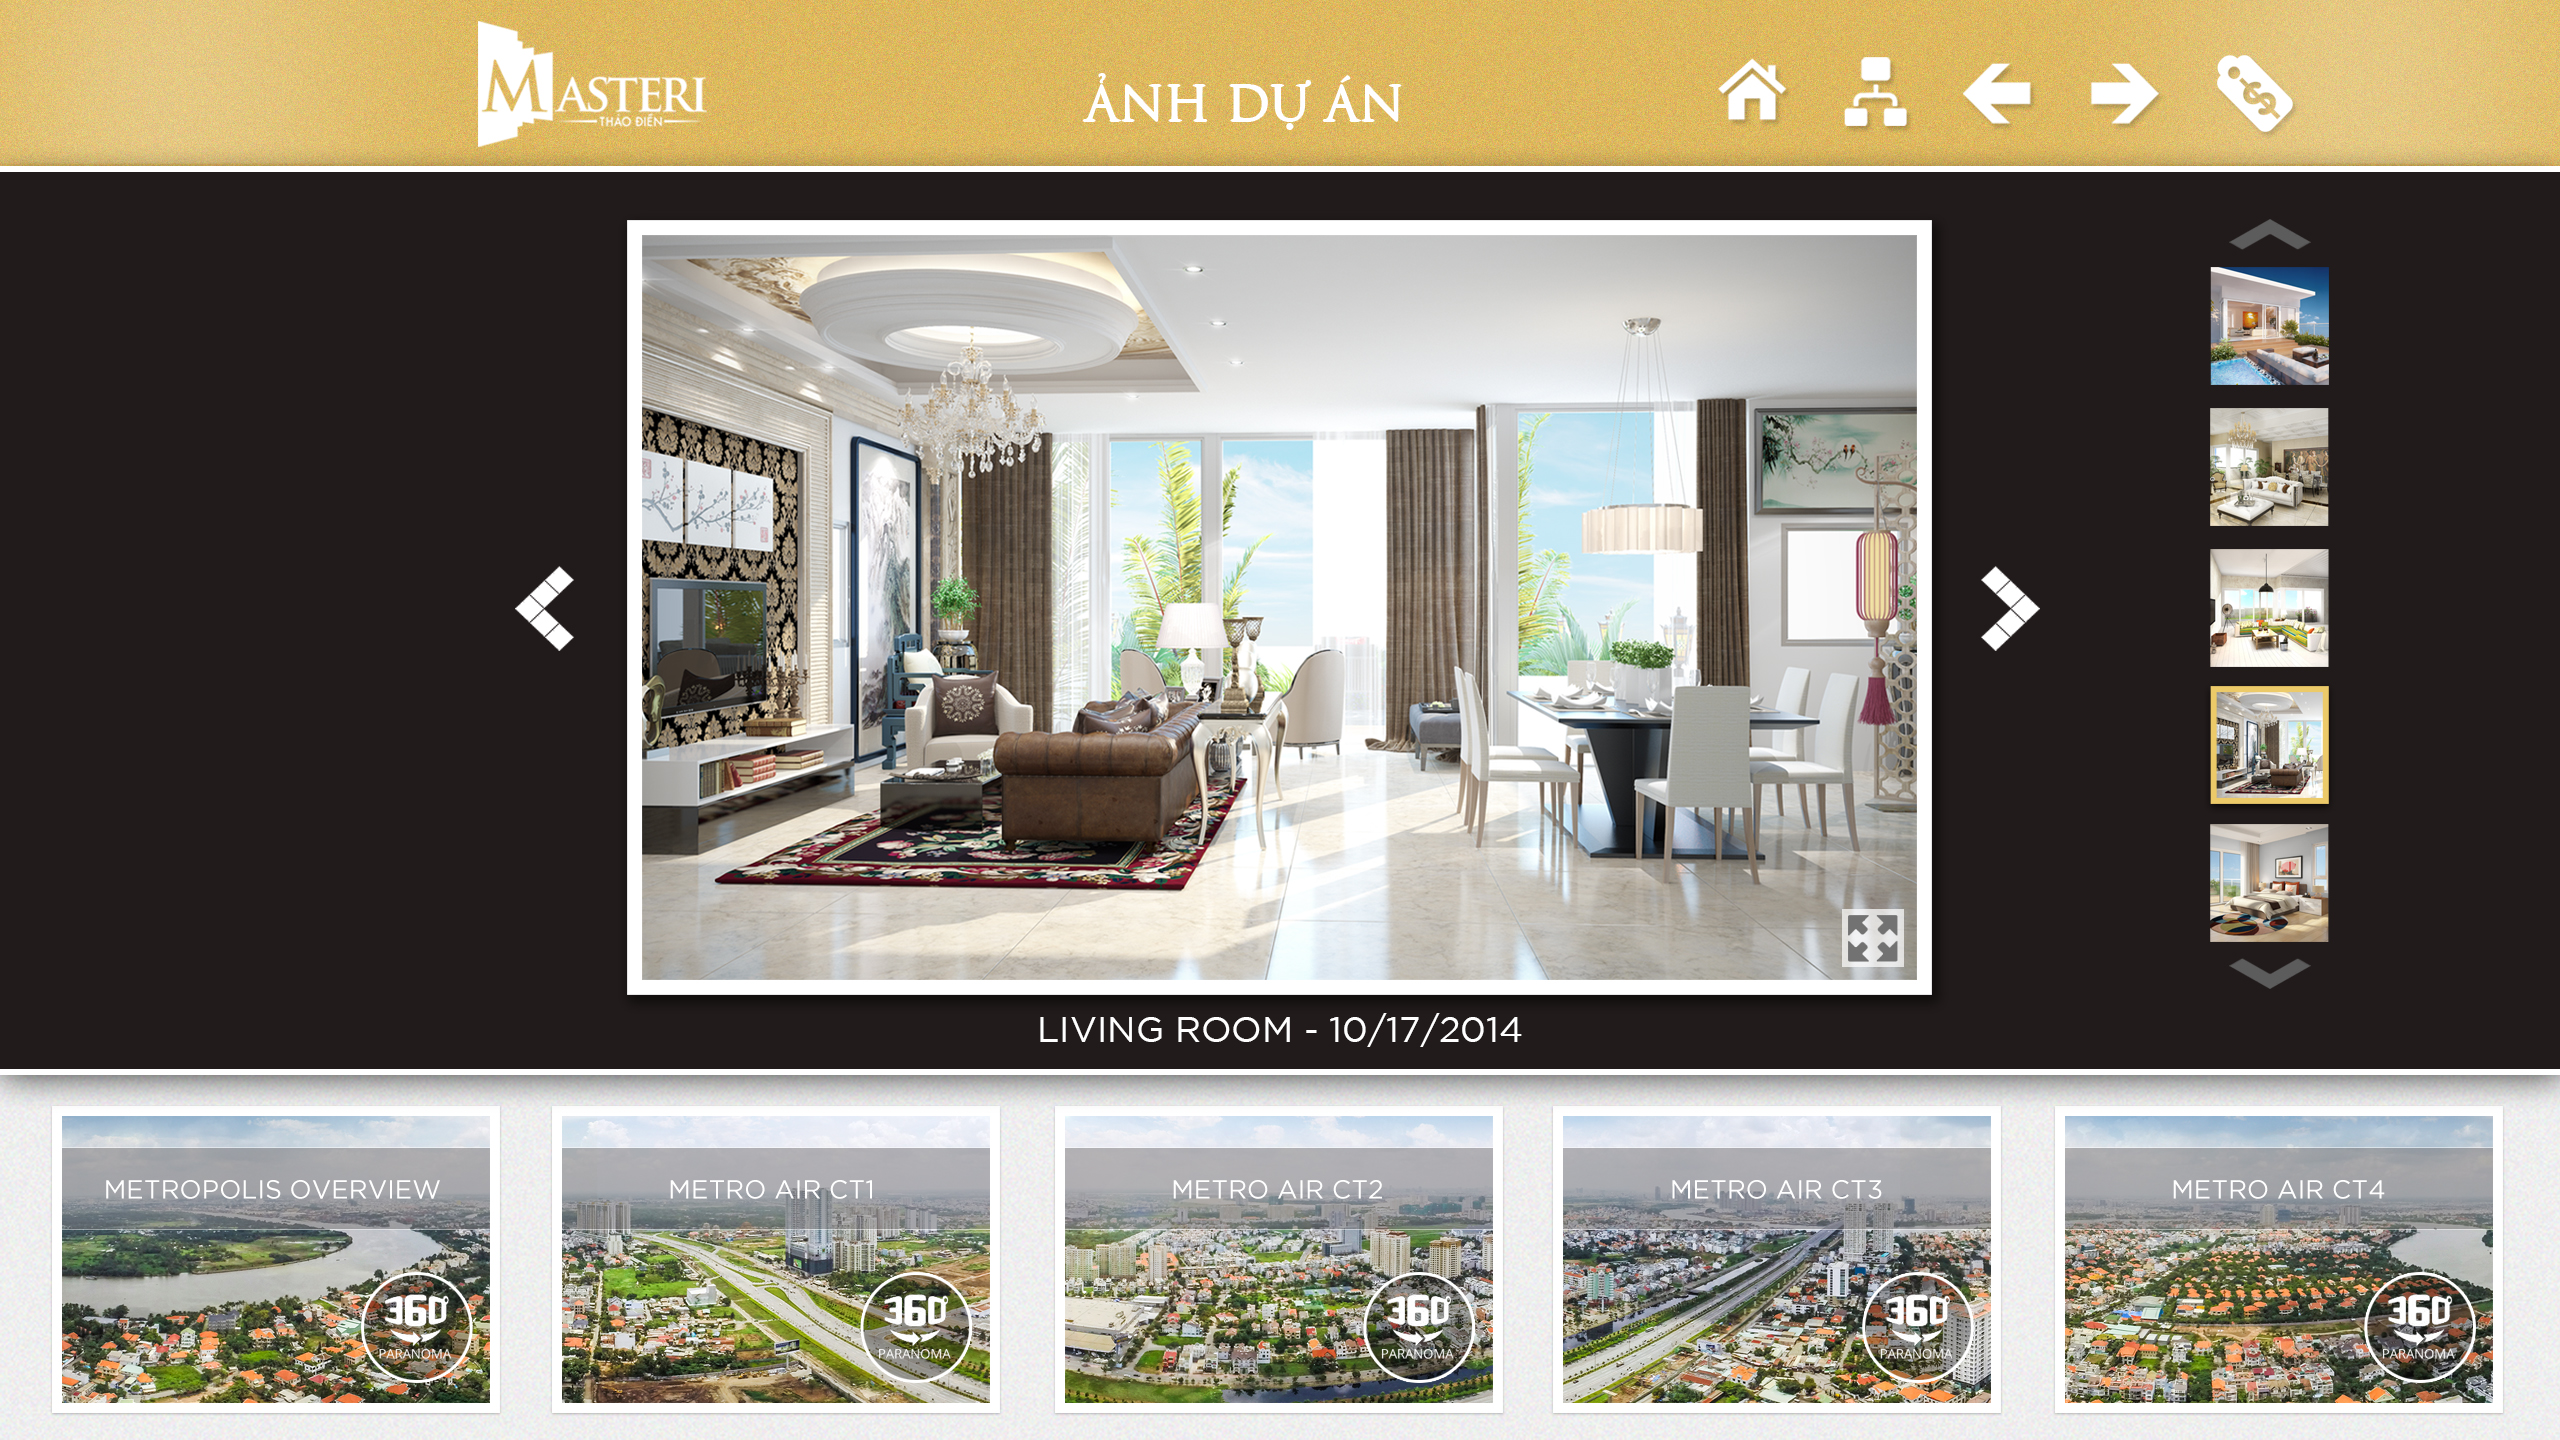 MASTERI
THẢO ĐIỀN
ẢNH DỰ ÁN
LIVING ROOM - 10/17/2014
METROPOLIS OVERVIEW
360°
PARANOMA
METRO AIR CT1
360°
PARANOMA
METRO AIR CT2
360°
PARANOMA
METRO AIR CT3
360°
PARANOMA
METRO AIR CT4
360°
PARANOMA